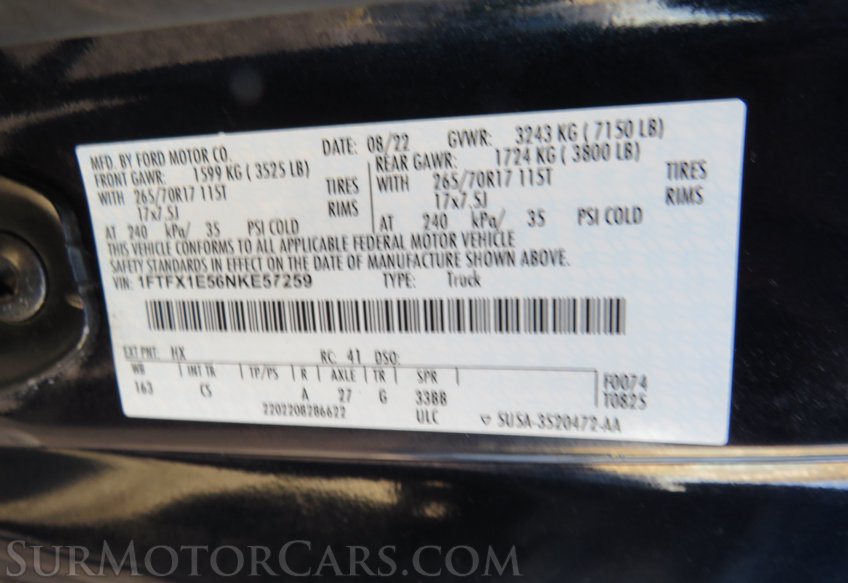 MFD. BY FORD MOTOR CO.
DATE: 08/22 GVWR: 3243 KG ( 7150 LB)
FRONT GAWR: 1599 KG ( 3525 LB) REAR GAWR: 1724 KG ( 3800 LB)
WITH 265/70R17 115T TIRES WITH 265/70R17 115T TIRES
17x7.5J RIMS 17x7.5J RIMS
AT 240 kPa/ 35 PSI COLD AT 240 kPa/ 35 PSI COLD
THIS VEHICLE CONFORMS TO ALL APPLICABLE FEDERAL MOTOR VEHICLE
SAFETY STANDARDS IN EFFECT ON THE DATE OF MANUFACTURE SHOWN ABOVE.
VIN: 1FTFX1E56NKE57259 TYPE: Truck
EXT PNT: HX RC: 41 DSO:
WB INT TR TP/PS R AXLE TR SPR F0074
163 CS A 27 G 33BB T0825
2202208286622 ULC ▽ SU5A-3520472-AA
SurMotorCars.com